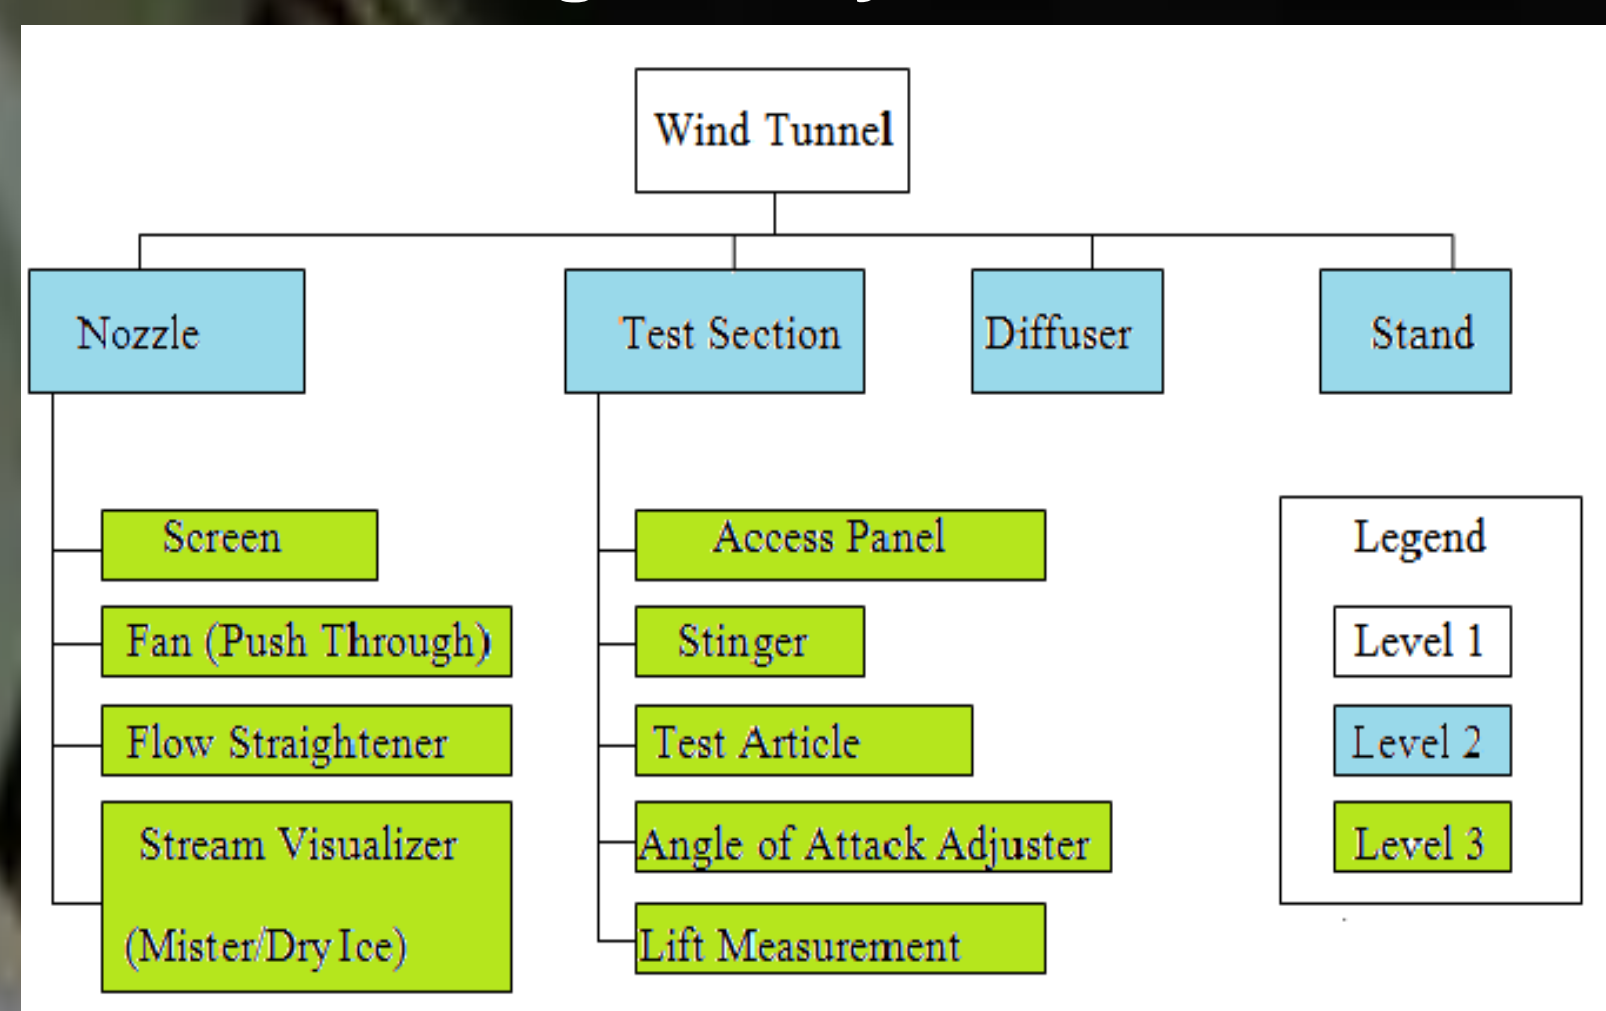 Wind Tunnel
Nozzle
Test Section
Diffuser
Stand
Screen
Fan (Push Through)
Flow Straightener
Stream Visualizer
(Mister/Dry Ice)
Access Panel
Stinger
Test Article
Angle of Attack Adjuster
Lift Measurement
Legend
Level 1
Level 2
Level 3